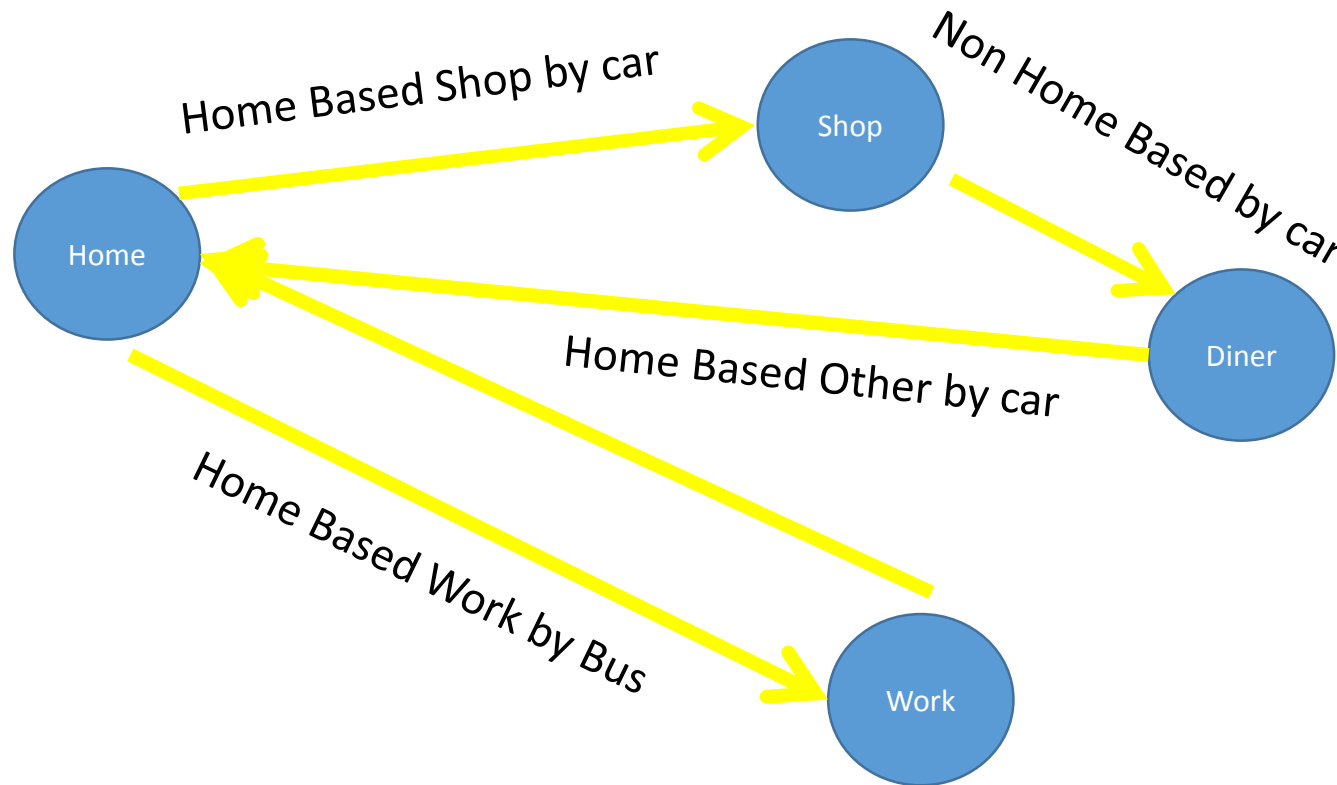 Non Home Based by car
Home Based Shop by car
Shop
Home
Diner
Home Based Other by car
Home Based Work by Bus
Work